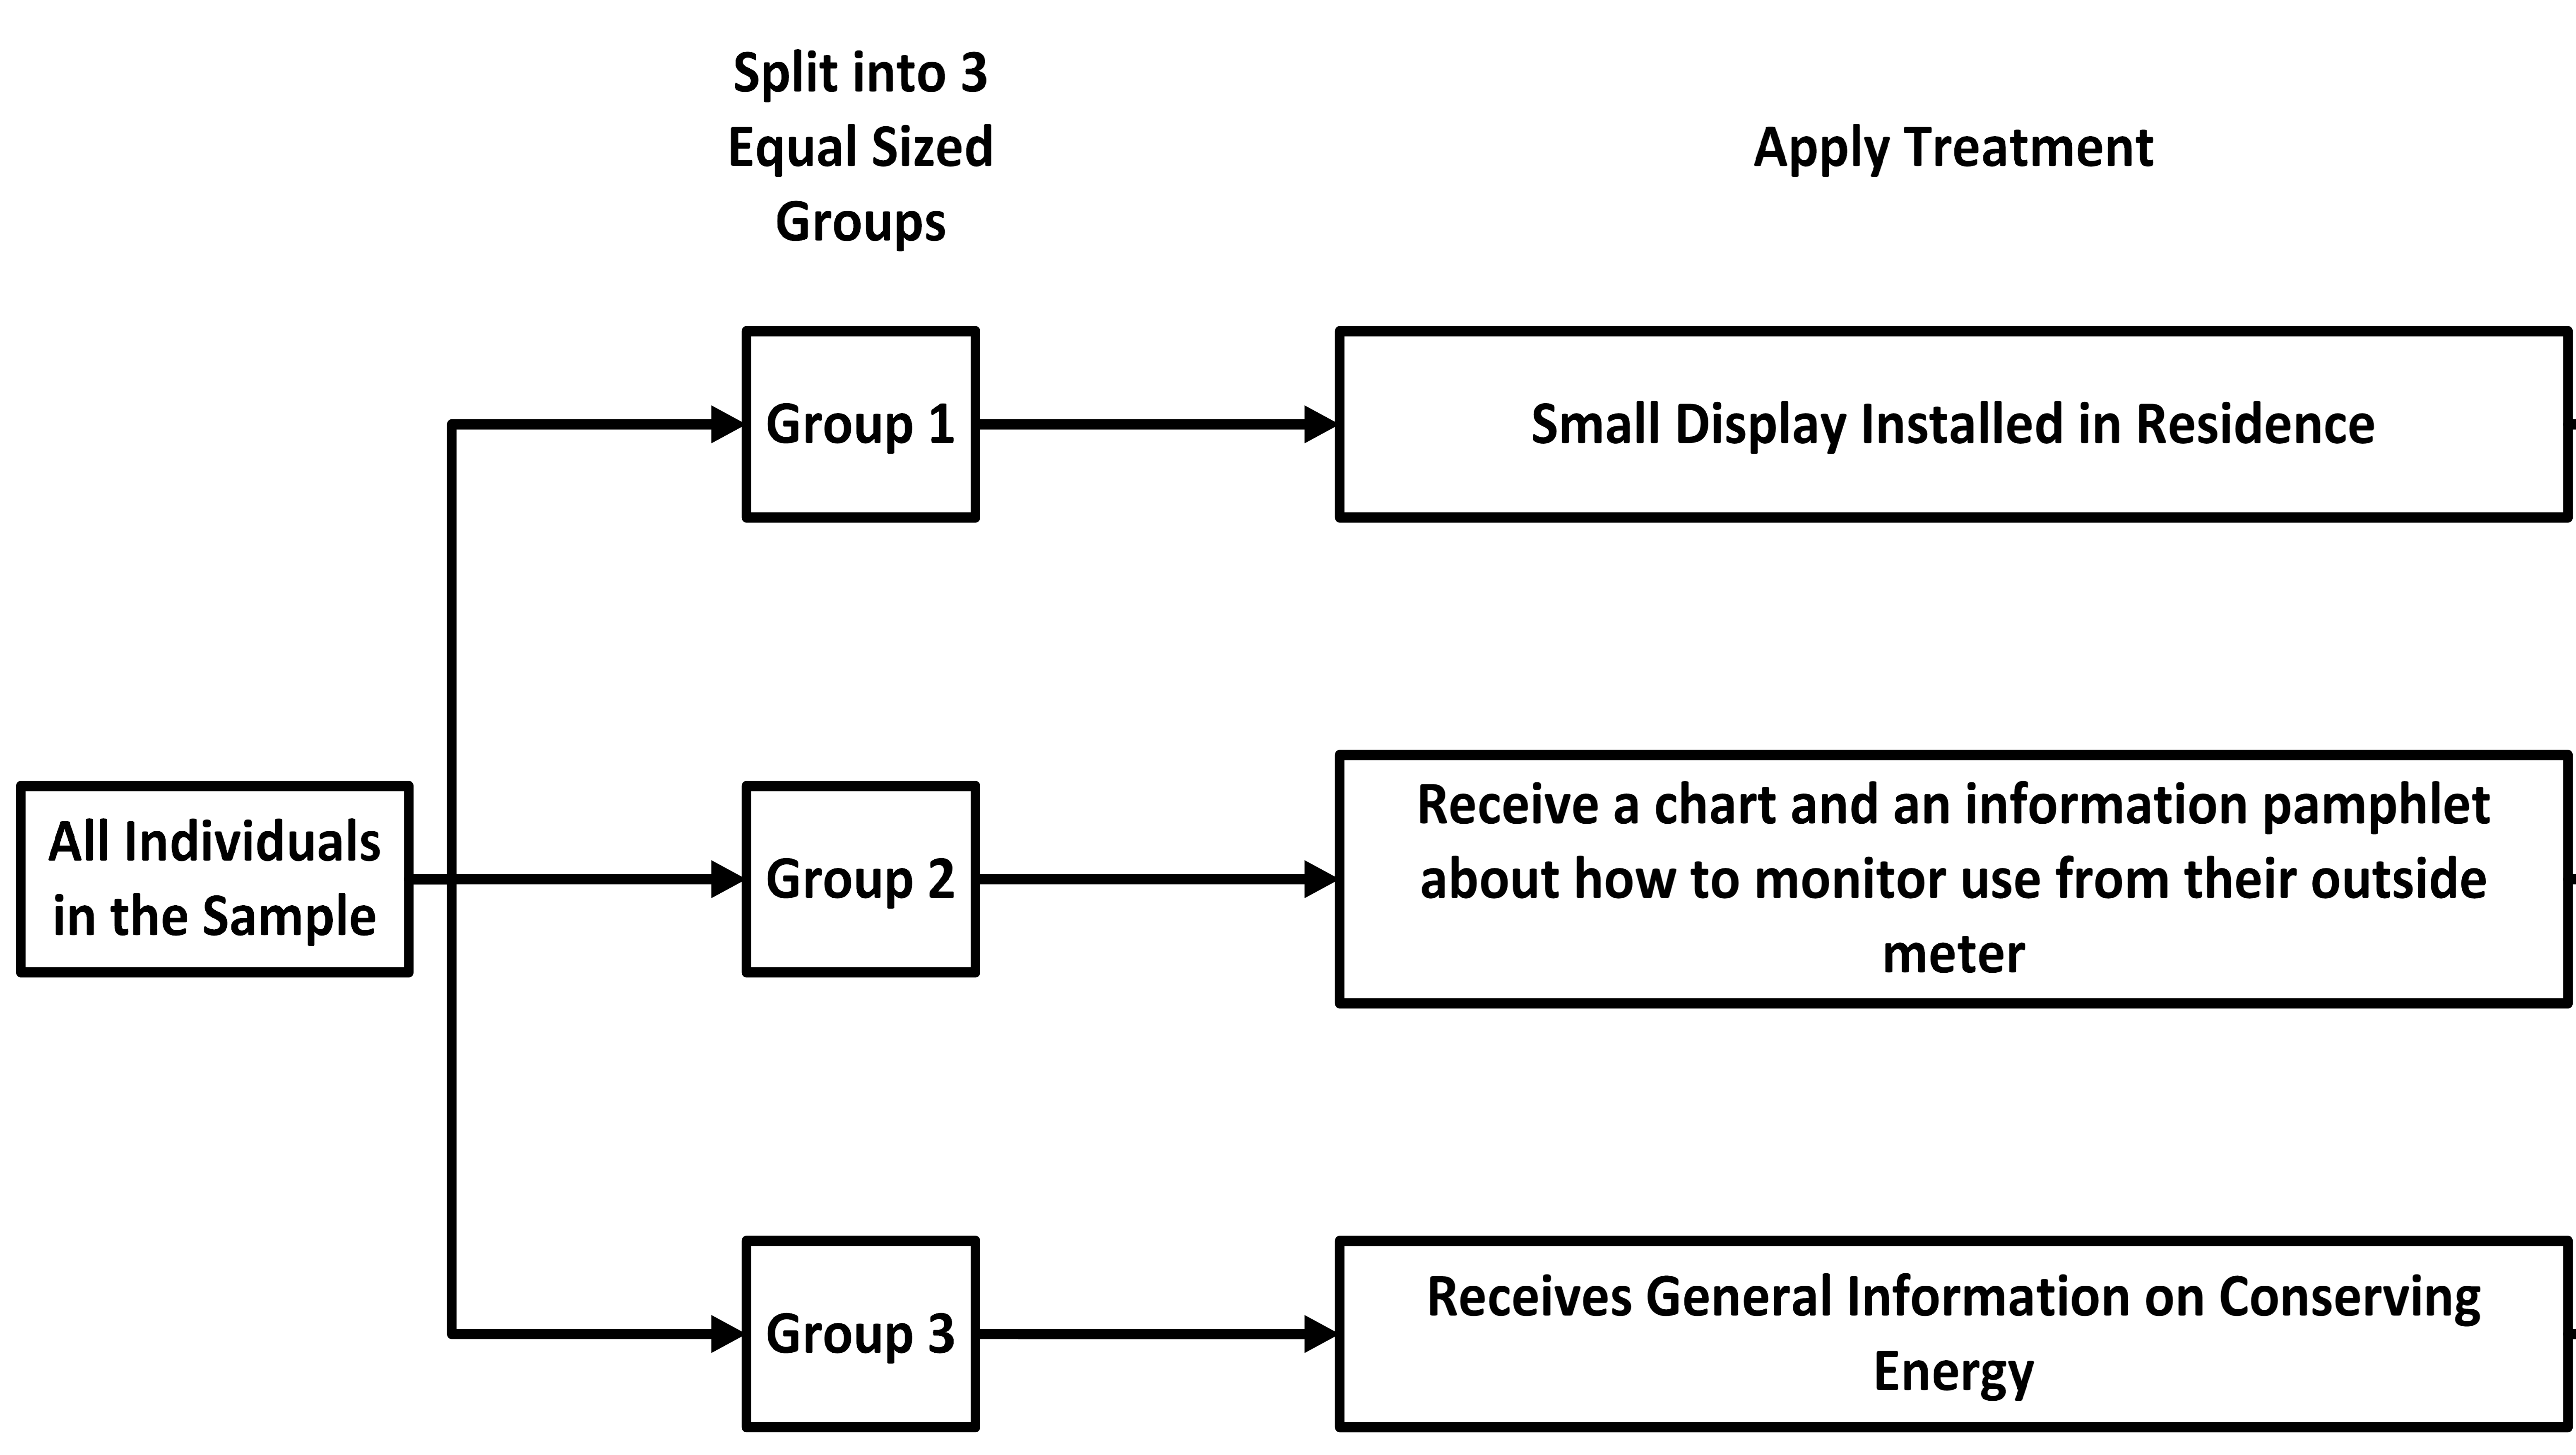 Split into 3
Equal Sized
Groups
Apply Treatment
Group 1
Small Display Installed in Residence
All Individuals
in the Sample
Group 2
Receive a chart and an information pamphlet
about how to monitor use from their outside
meter
Group 3
Receives General Information on Conserving
Energy